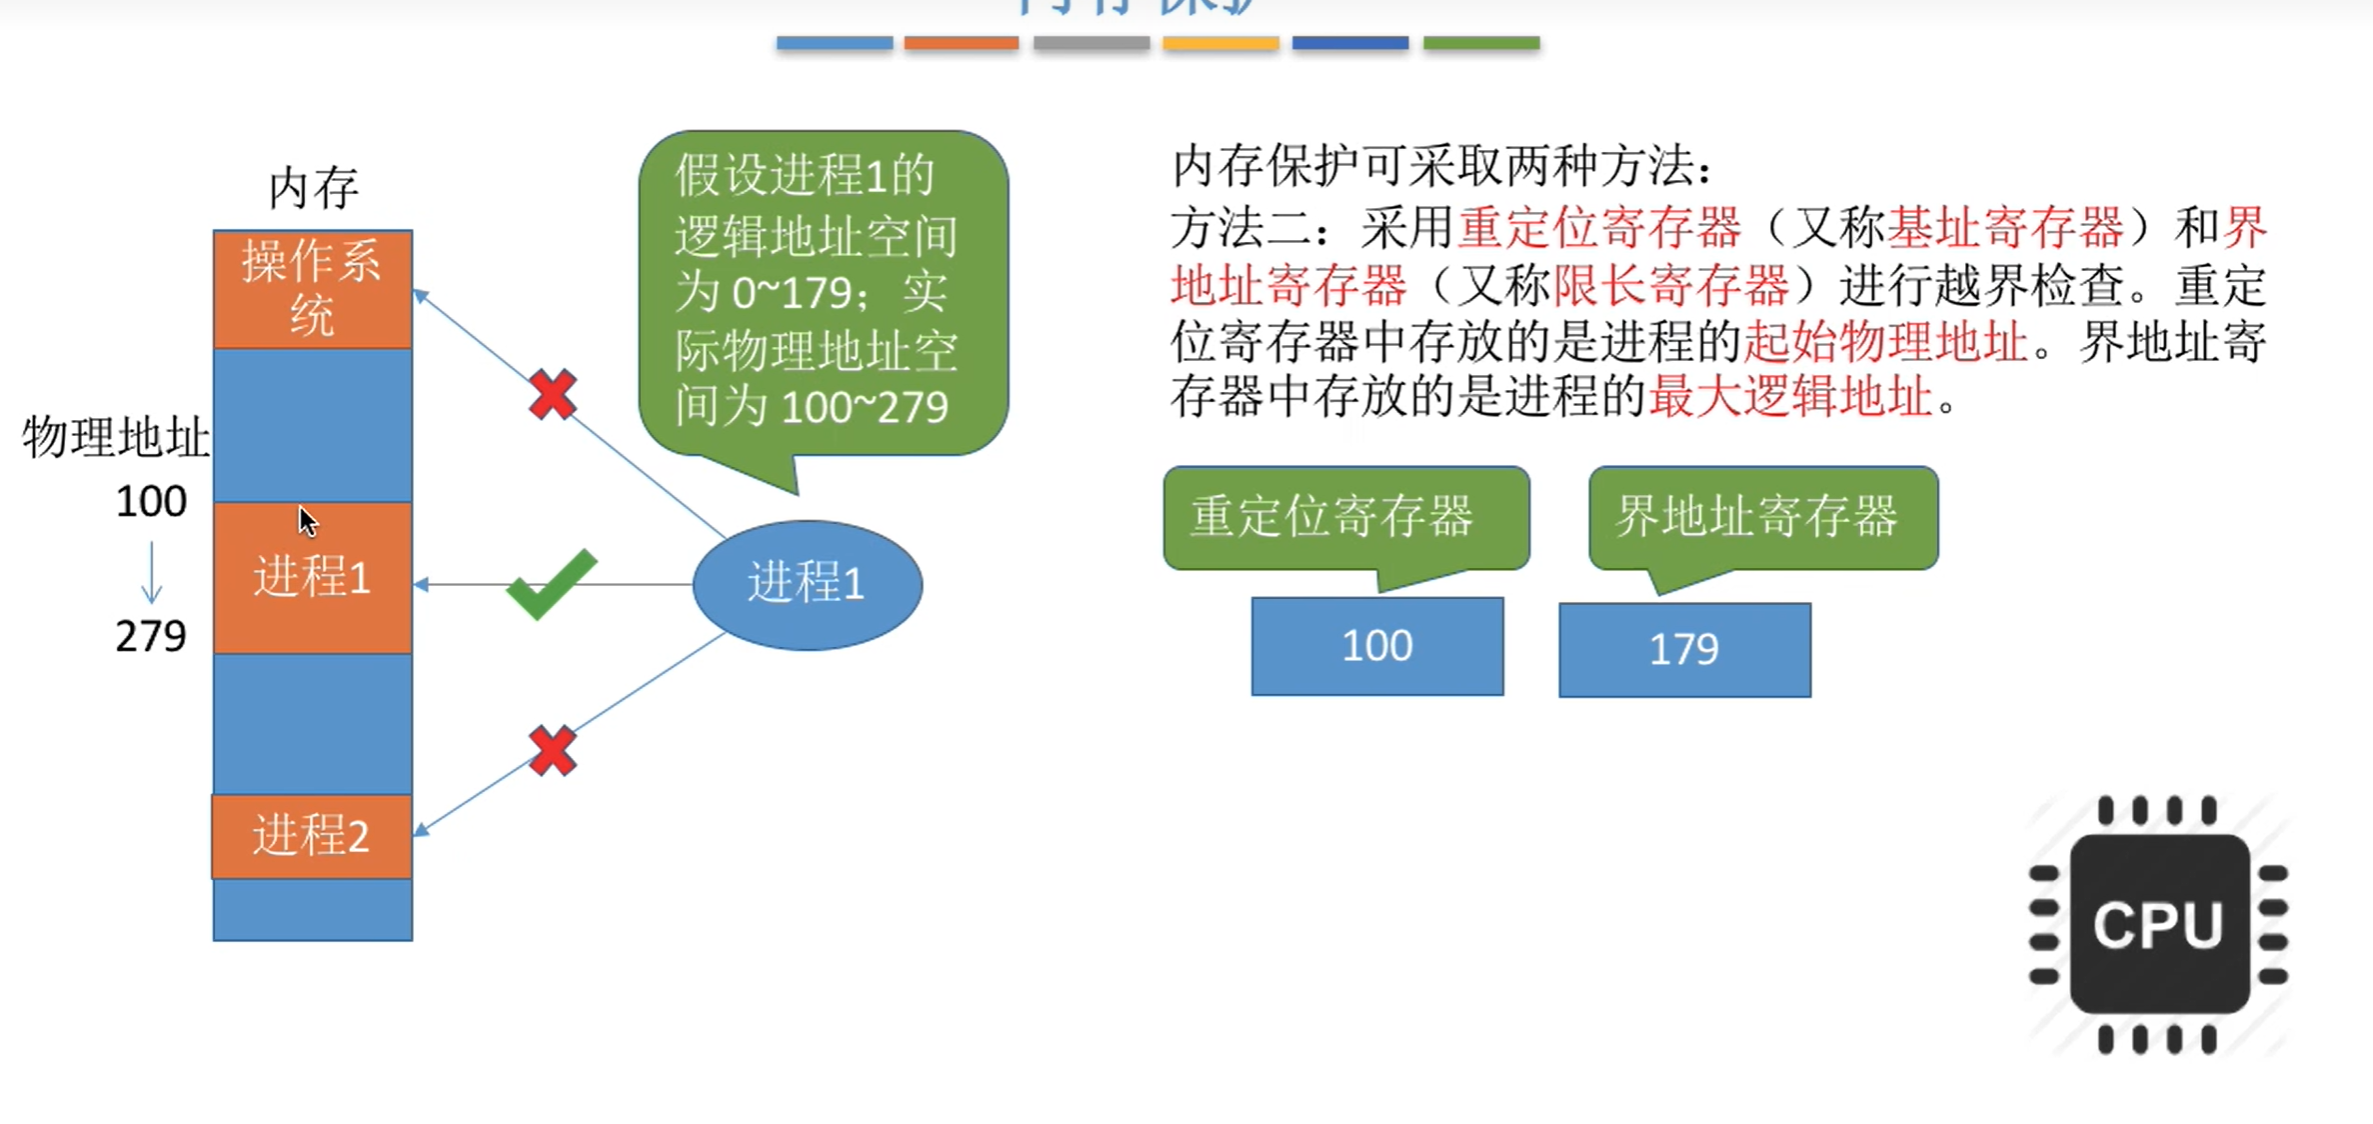 内存保护
内存
操作系
统
物理地址
100
279
进程1
进程2
假设进程1的
逻辑地址空间
为 0~179；实
际物理地址空
间为 100~279
进程1
内存保护可采取两种方法：
方法二：采用重定位寄存器（又称基址寄存器）和界
地址寄存器（又称限长寄存器）进行越界检查。重定
位寄存器中存放的是进程的起始物理地址。界地址寄
存器中存放的是进程的最大逻辑地址。
重定位寄存器
界地址寄存器
100
179
CPU